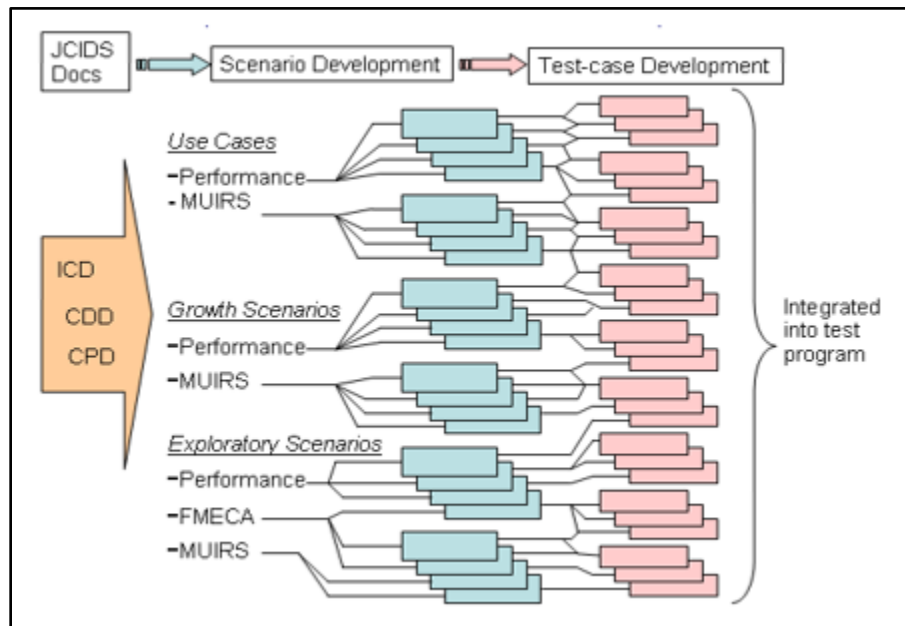 JCIDS
Docs
Scenario Development
Test-case Development
Use Cases
-Performance
- MUIRS
ICD
CDD
CPD
Growth Scenarios
-Performance
-MUIRS
Exploratory Scenarios
-Performance
-FMECA
-MUIRS
Integrated
into test
program